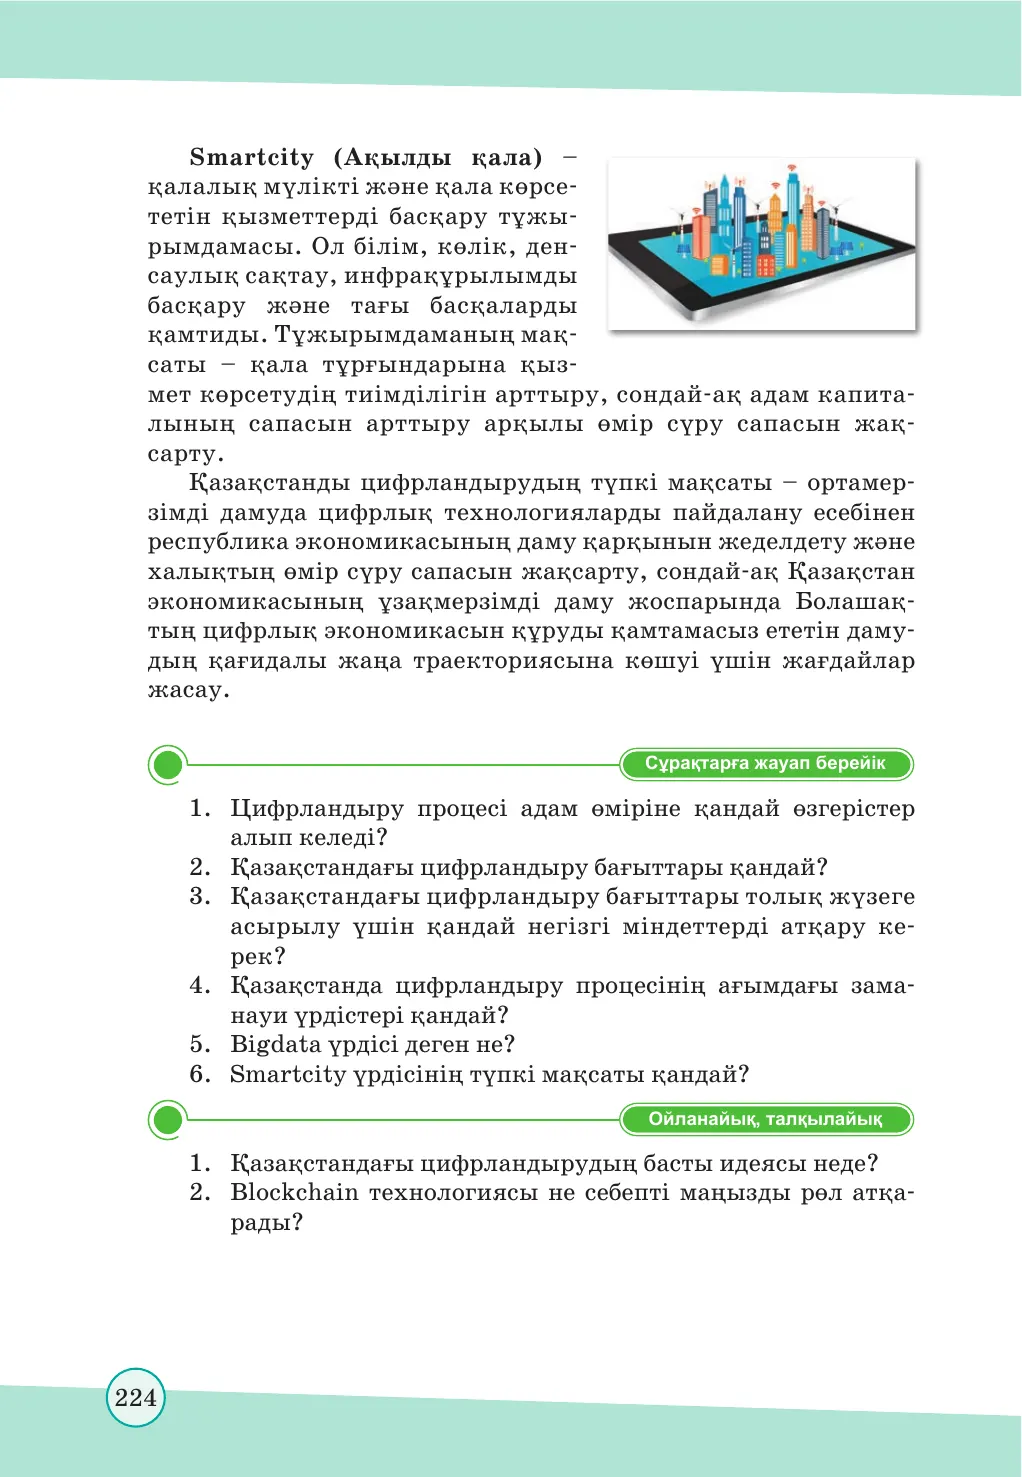 Smartcity (Ақылды қала) –
қалалық мүлікті және қала көрсе-
тетін қызметтерді басқару тұжы-
рымдамасы. Ол білім, көлік, ден-
саулық сақтау, инфрақұрылымды
басқару және тағы басқаларды
қамтиды. Тұжырымдаманың мақ-
саты – қала тұрғындарына қыз-
мет көрсетудің тиімділігін арттыру, сондай-ақ адам капита-
лының сапасын арттыру арқылы өмір сүру сапасын жақ-
сарту.
Қазақстанды цифрландырудың түпкі мақсаты – ортамер-
зімді дамуда цифрлық технологияларды пайдалану есебінен
республика экономикасының даму қарқынын жеделдету және
халықтың өмір сүру сапасын жақсарту, сондай-ақ Қазақстан
экономикасының ұзақмерзімді даму жоспарында Болашақ-
тың цифрлық экономикасын құруды қамтамасыз ететін даму-
дың қағидалы жаңа траекториясына көшуі үшін жағдайлар
жасау.
Сұрақтарға жауап берейік
1. Цифрландыру процесі адам өміріне қандай өзгерістер
алып келеді?
2. Қазақстандағы цифрландыру бағыттары қандай?
3. Қазақстандағы цифрландыру бағыттары толық жүзеге
асырылу үшін қандай негізгі міндеттерді атқару ке-
рек?
4. Қазақстанда цифрландыру процесінің ағымдағы зама-
науи үрдістері қандай?
5. Bigdata үрдісі деген не?
6. Smartcity үрдісінің түпкі мақсаты қандай?
Ойланайық, талқылайық
1. Қазақстандағы цифрландырудың басты идеясы неде?
2. Blockchain технологиясы не себепті маңызды рөл атқа-
рады?
224